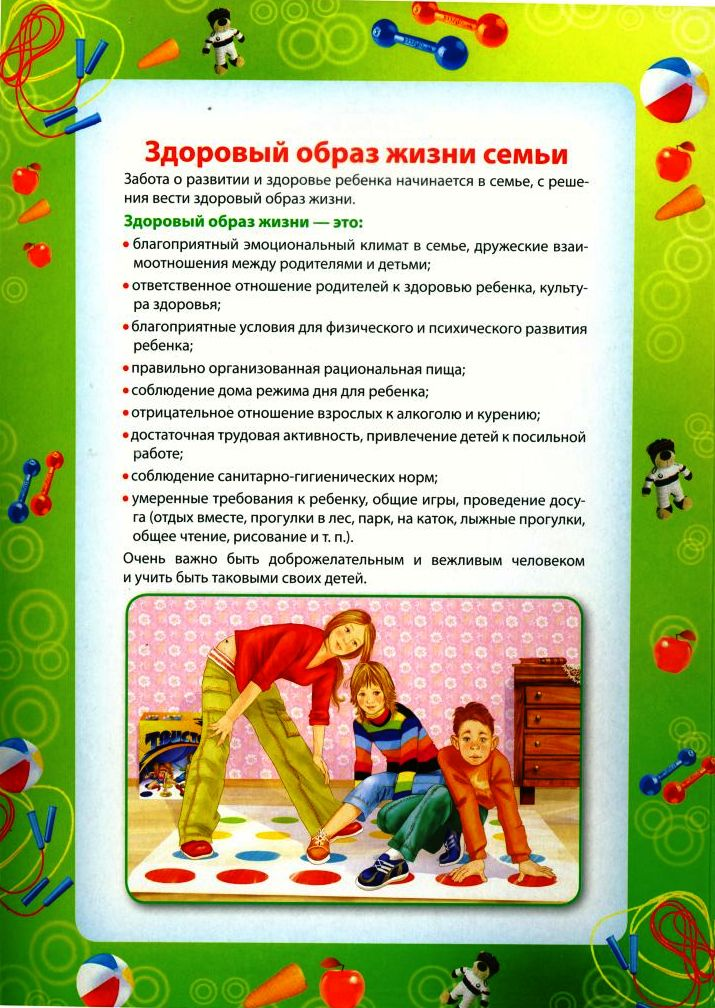 Здоровый образ жизни семьи
Забота о развитии и здоровье ребенка начинается в семье, с реше-
ния вести здоровый образ жизни.
Здоровый образ жизни — это:
• благоприятный эмоциональный климат в семье, дружеские взаи-
моотношения между родителями и детьми;
• ответственное отношение родителей к здоровью ребенка, культу-
ра здоровья;
• благоприятные условия для физического и психического развития
ребенка;
• правильно организованная рациональная пища;
• соблюдение дома режима дня для ребенка;
• отрицательное отношение взрослых к алкоголю и курению;
• достаточная трудовая активность, привлечение детей к посильной
работе;
• соблюдение санитарно-гигиенических норм;
• умеренные требования к ребенку, общие игры, проведение досу-
га (отдых вместе, прогулки в лес, парк, на каток, лыжные прогулки,
общее чтение, рисование и т. п.).
Очень важно быть доброжелательным и вежливым человеком
и учить быть таковыми своих детей.